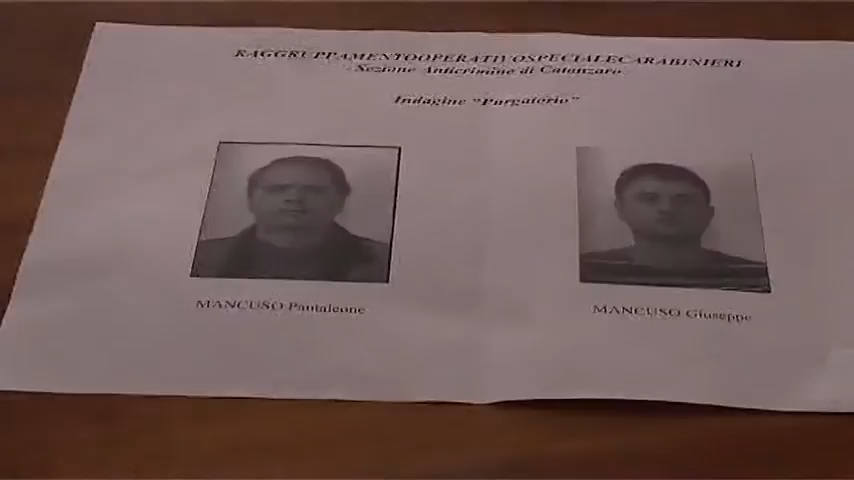 RAGGRUPPAMENTOOPERATIVOSPECIALECARABINIERI
-Sezione Anticrimine di Catanzaro-
Indagine "Purgatorio"
MANCUSO Pantaleone
MANCUSO Giuseppe